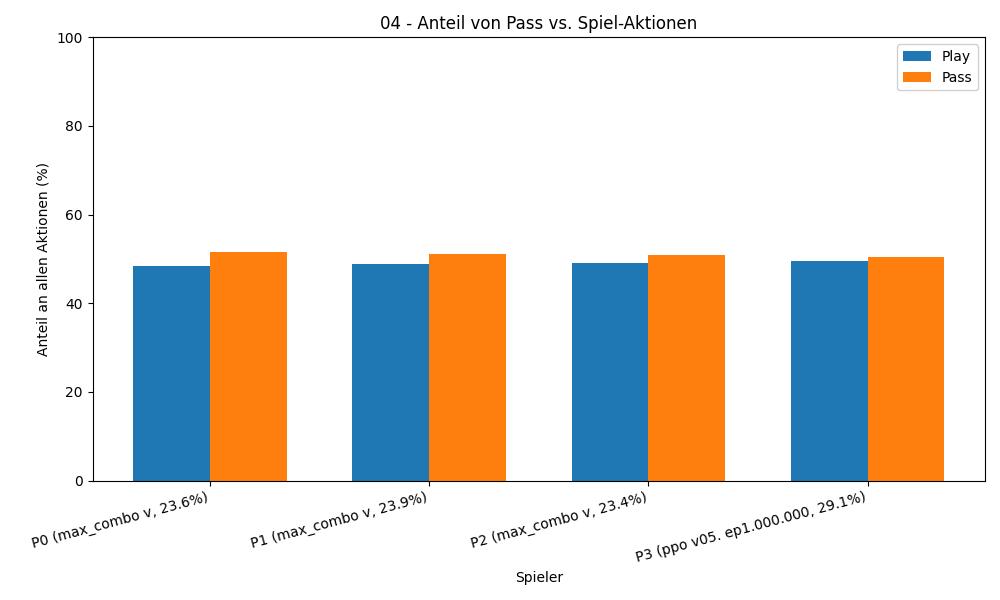 04 - Anteil von Pass vs. Spiel-Aktionen
Play
Pass
Anteil an allen Aktionen (%)
100
80
60
40
20
0
P0 (max_combo v, 23.6%)
P1 (max_combo v, 23.9%)
P2 (max_combo v, 23.4%)
P3 (ppo v05. ep1.000.000, 29.1%)
Spieler